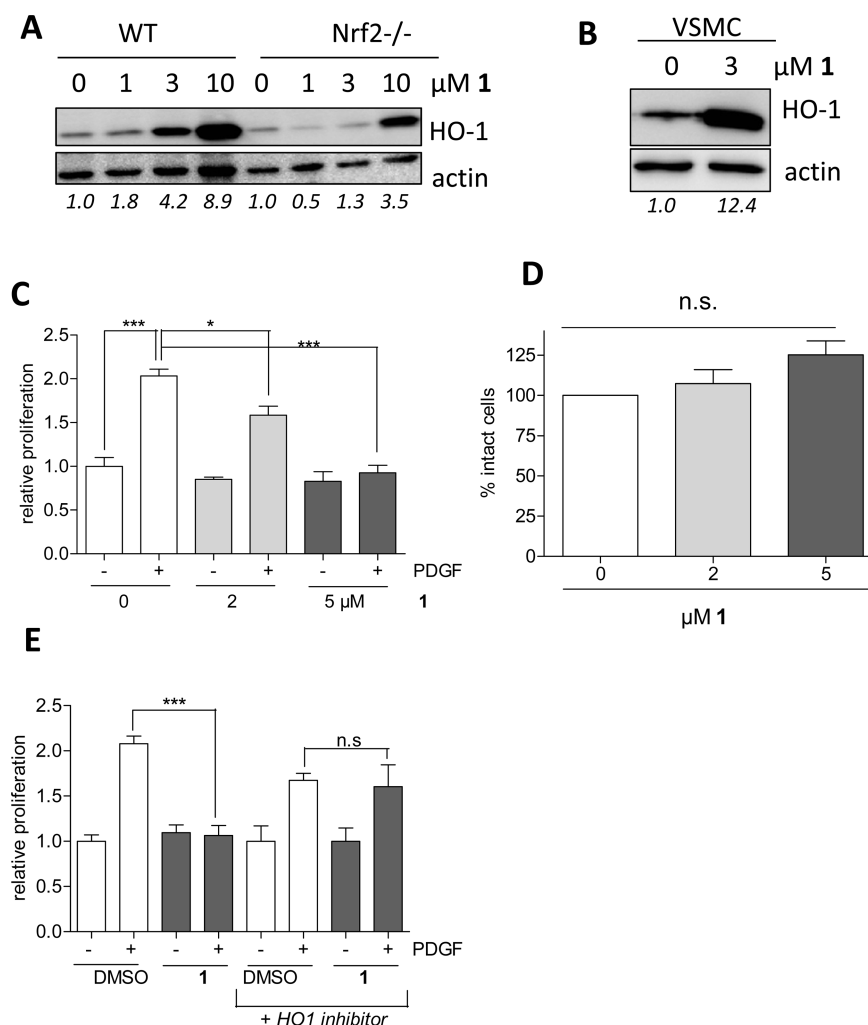 A
WT Nrf2-/-
0 1 3 10 0 1 3 10 µM 1
HO-1
actin
1.0 1.8 4.2 8.9 1.0 0.5 1.3 3.5
B
VSMC
0 3 µM 1
HO-1
actin
1.0 12.4
C
*** *
***
relative proliferation
2.5
2.0
1.5
1.0
0.5
0.0
- + - + - + PDGF
0 2 5 µM 1
D
n.s.
% intact cells
125
100
75
50
25
0
0 2 5
µM 1
E
***
n.s
relative proliferation
2.5
2.0
1.5
1.0
0.5
0.0
- + - + - + - + PDGF
DMSO 1 DMSO 1
+ HO1 inhibitor